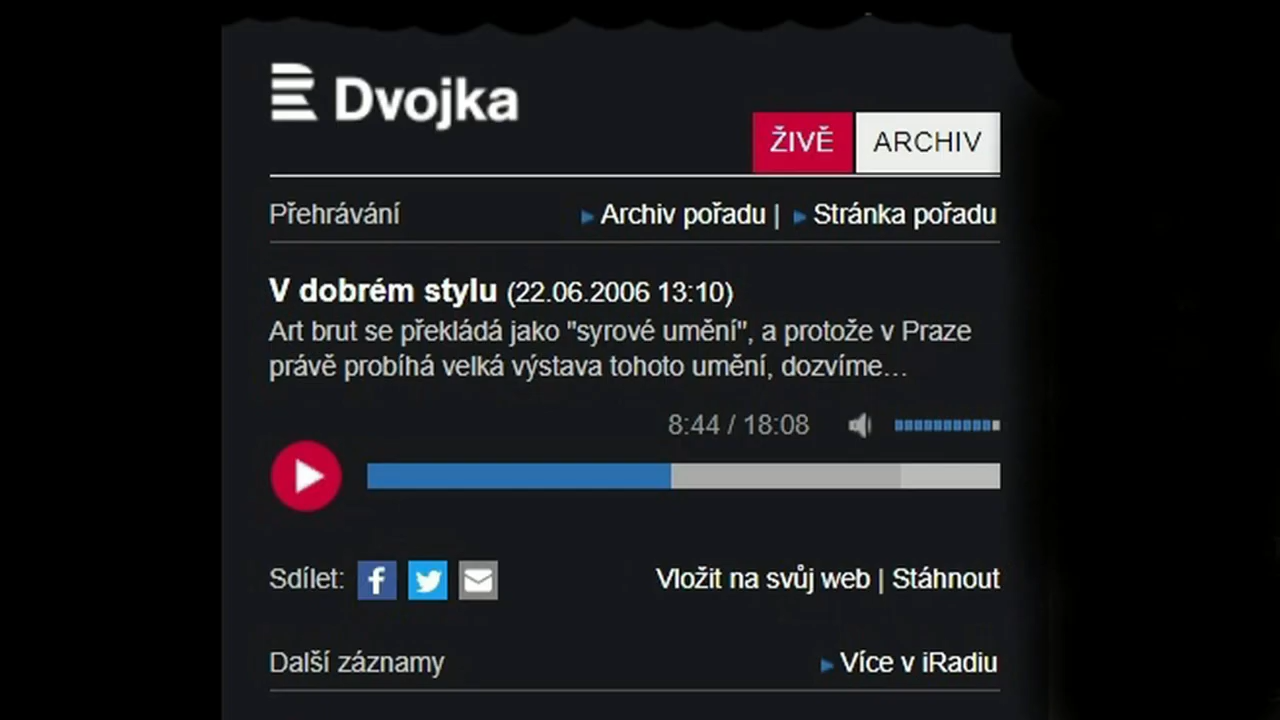 Dvojka
ŽIVĚ ARCHIV
Přehrávání Archiv pořadu | Stránka pořadu
V dobrém stylu (22.06.2006 13:10)
Art brut se překládá jako "syrové umění", a protože v Praze
právě probíhá velká výstava tohoto umění, dozvíme...
8:44 / 18:08
Sdílet: Vložit na svůj web | Stáhnout
Další záznamy Více v iRadiu